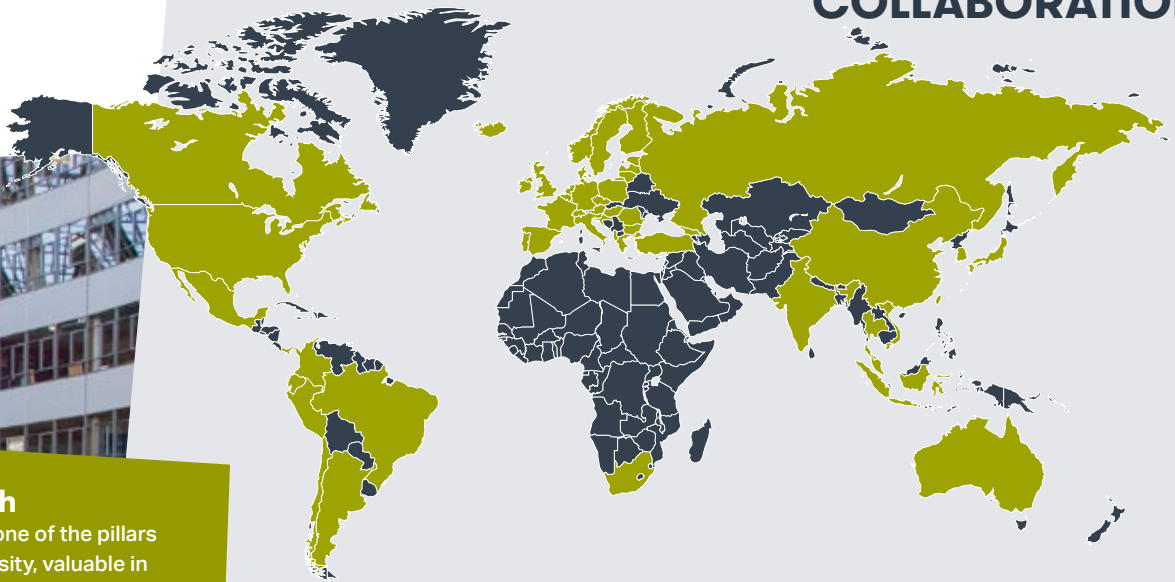 COLLABORATIO
h
one of the pillars
sity, valuable in